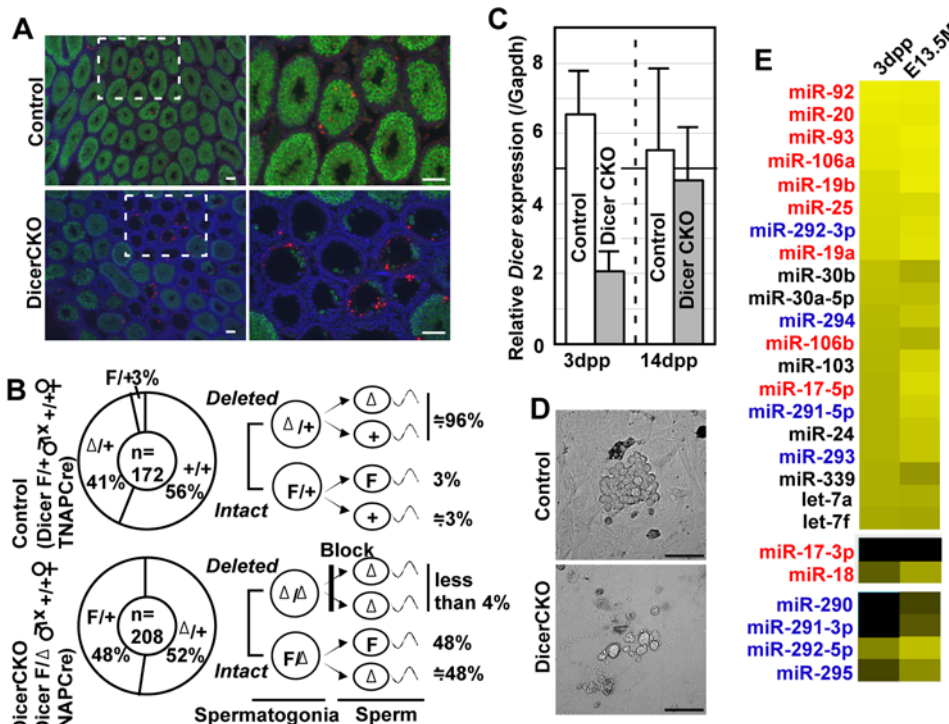 A
Control
DicerCKO
B
Control
(Dicer F/+ ♂ x +/+♀
TNAPCre)
F/+ 3%
Δ/+
41%
n=
172
+/+
56%
Deleted
Intact
Δ/+
F/+
Δ
+
F
+
≒96%
3%
≒3%
DicerCKO
Dicer F/Δ ♂ x +/+♀
TNAPCre)
F/+
48%
n=
208
Δ/+
52%
Deleted
Intact
Block
Δ/Δ
F/Δ
Δ
Δ
F
Δ
less
than 4%
48%
≒48%
Spermatogonia
Sperm
C
Relative Dicer expression (/Gapdh)
8
6
4
2
0
Control
Dicer CKO
Control
Dicer CKO
3dpp
14dpp
D
Control
DicerCKO
E
3dpp
E13.5M
miR-92
miR-20
miR-93
miR-106a
miR-19b
miR-25
miR-292-3p
miR-19a
miR-30b
miR-30a-5p
miR-294
miR-106b
miR-103
miR-17-5p
miR-291-5p
miR-24
miR-293
miR-339
let-7a
let-7f
miR-17-3p
miR-18
miR-290
miR-291-3p
miR-292-5p
miR-295